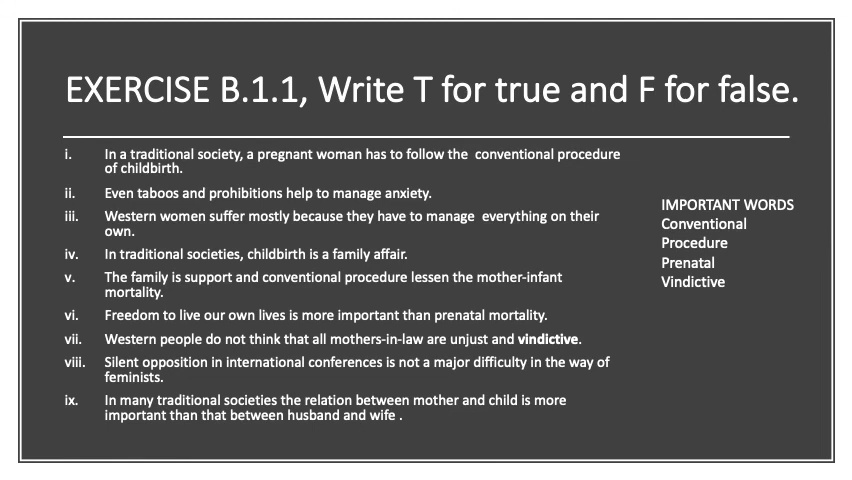 EXERCISE B.1.1, Write T for true and F for false.
i. In a traditional society, a pregnant woman has to follow the conventional procedure
of childbirth.
ii. Even taboos and prohibitions help to manage anxiety.
iii. Western women suffer mostly because they have to manage everything on their
own.
iv. In traditional societies, childbirth is a family affair.
v. The family is support and conventional procedure lessen the mother-infant
mortality.
vi. Freedom to live our own lives is more important than prenatal mortality.
vii. Western people do not think that all mothers-in-law are unjust and vindictive.
viii. Silent opposition in international conferences is not a major difficulty in the way of
feminists.
ix. In many traditional societies the relation between mother and child is more
important than that between husband and wife .
IMPORTANT WORDS
Conventional
Procedure
Prenatal
Vindictive